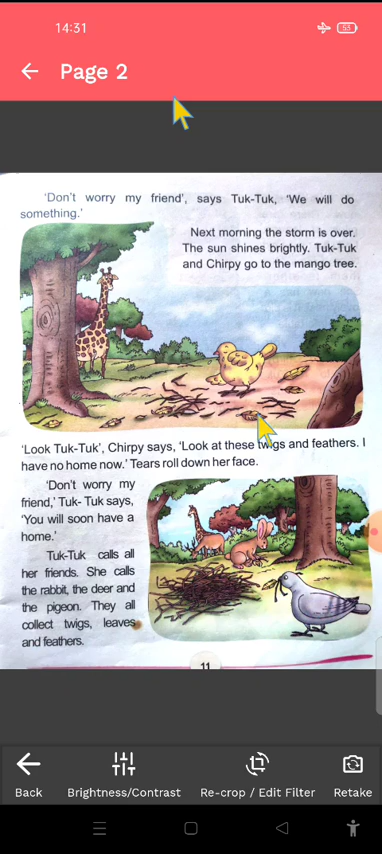 14:31
53
Page 2
‘Don’t worry my friend’, says Tuk-Tuk, ‘We will do
something.’
Next morning the storm is over.
The sun shines brightly. Tuk-Tuk
and Chirpy go to the mango tree.
‘Look Tuk-Tuk’, Chirpy says, ‘Look at these twigs and feathers. I
have no home now.’ Tears roll down her face.
‘Don’t worry my
friend,’ Tuk- Tuk says,
‘You will soon have a
home.’
Tuk-Tuk calls all
her friends. She calls
the rabbit, the deer and
the pigeon. They all
collect twigs, leaves
and feathers.
11
Back
Brightness/Contrast
Re-crop / Edit Filter
Retake